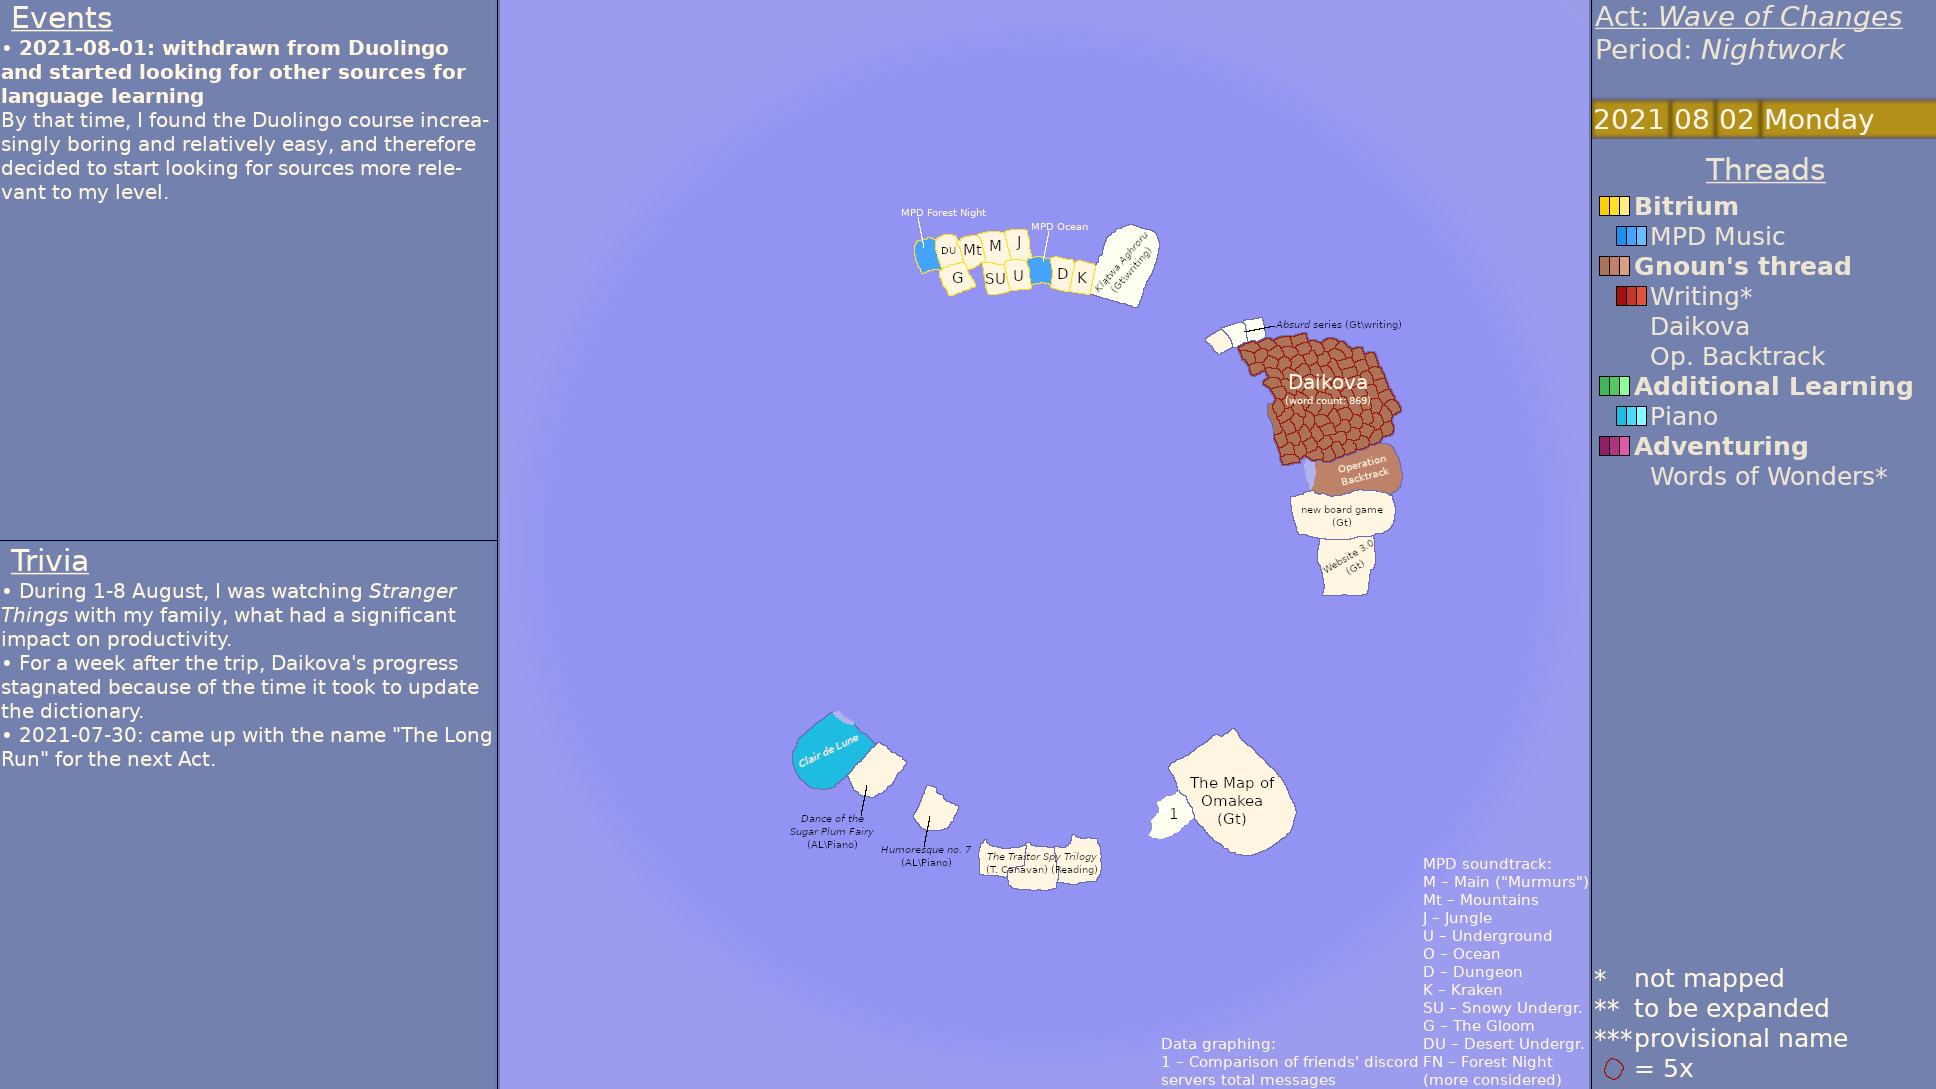 Events
• 2021-08-01: withdrawn from Duolingo
and started looking for other sources for
language learning
By that time, I found the Duolingo course increa-
singly boring and relatively easy, and therefore
decided to start looking for sources more rele-
vant to my level.
Trivia
• During 1-8 August, I was watching Stranger
Things with my family, what had a significant
impact on productivity.
• For a week after the trip, Daikova's progress
stagnated because of the time it took to update
the dictionary.
• 2021-07-30: came up with the name "The Long
Run" for the next Act.
MPD Forest Night
MPD Ocean
DU
Mt
M
J
G
SU
U
D
K
Klątwa Aghroru
(Gt\writing)
Absurd series (Gt\writing)
Daikova
(word count: 869)
Operation
Backtrack
new board game
(Gt)
Website 3.0
(Gt)
Clair de Lune
Dance of the
Sugar Plum Fairy
(AL\Piano)
Humoresque no. 7
(AL\Piano)
The Traitor Spy Trilogy
(T. Canavan) (Reading)
The Map of
Omakea
(Gt)
1
Data graphing:
1 – Comparison of friends' discord
servers total messages
MPD soundtrack:
M – Main ("Murmurs")
Mt – Mountains
J – Jungle
U – Underground
O – Ocean
D – Dungeon
K – Kraken
SU – Snowy Undergr.
G – The Gloom
DU – Desert Undergr.
FN – Forest Night
(more considered)
Act: Wave of Changes
Period: Nightwork
2021 08 02 Monday
Threads
Bitrium
MPD Music
Gnoun's thread
Writing*
Daikova
Op. Backtrack
Additional Learning
Piano
Adventuring
Words of Wonders*
* not mapped
** to be expanded
*** provisional name
= 5x